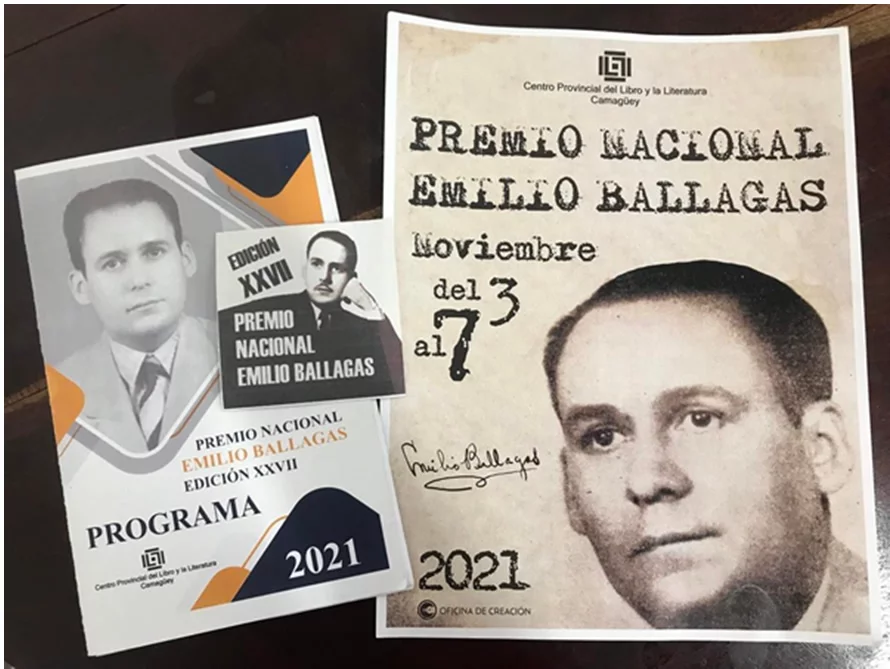 PREMIO NACIONAL
EMILIO BALLAGAS
EDICIÓN XXVII
PROGRAMA
Centro Provincial del Libro y la Literatura
Camagüey
2021
EDICIÓN
XXVII
PREMIO
NACIONAL
EMILIO BALLAGAS
Centro Provincial del Libro y la Literatura
Camagüey
PREMIO NACIONAL
EMILIO BALLAGAS
Noviembre
del 3
al 7
Emilio Ballagas
2021
OFICINA DE CREACIÓN